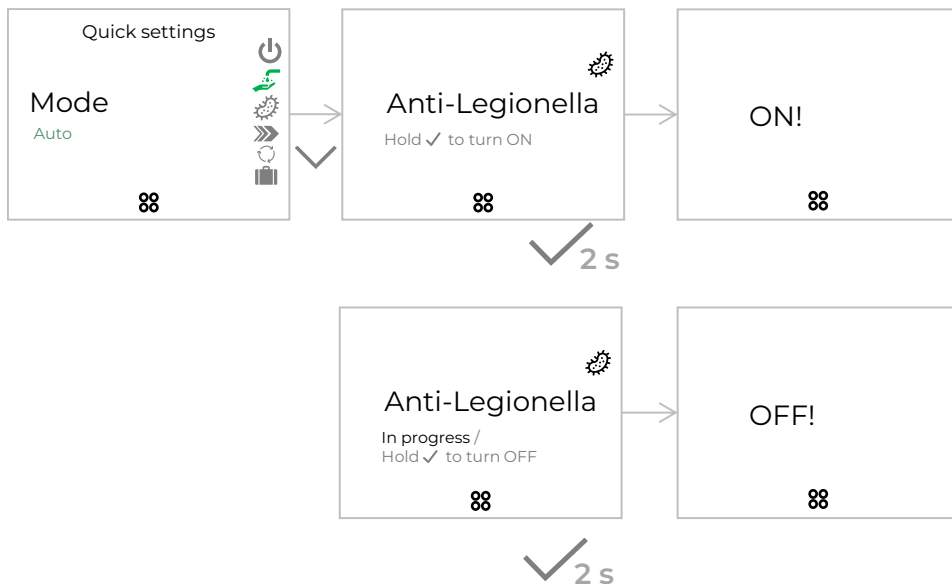 Quick settings
Mode
Auto
Anti-Legionella
Hold ✓ to turn ON
2 s
ON!
Anti-Legionella
In progress /
Hold ✓ to turn OFF
2 s
OFF!